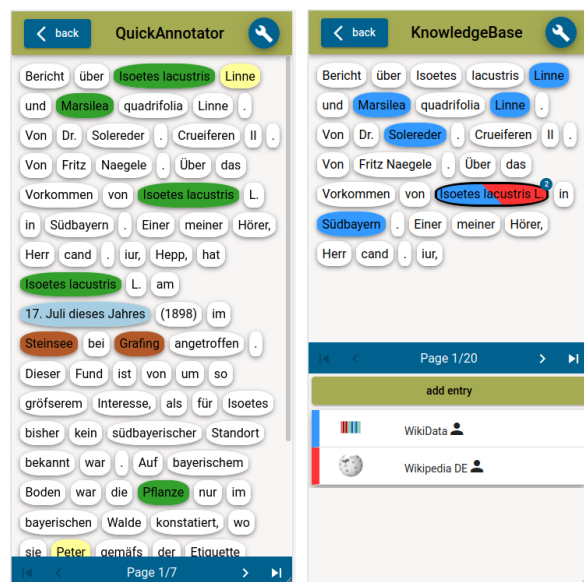 back QuickAnnotator
Bericht über Isoetes lacustris Linne
und Marsilea quadrifolia Linne .
Von Dr. Solereder . Crueiferen II .
Von Fritz Naegele . Über das
Vorkommen von Isoetes lacustris L.
in Südbayern . Einer meiner Hörer,
Herr cand . iur, Hepp, hat
Isoetes lacustris L. am
17. Juli dieses Jahres (1898) im
Steinsee bei Grafing angetroffen .
Dieser Fund ist von um so
gröfserem Interesse, als für Isoetes
bisher kein südbayerischer Standort
bekannt war . Auf bayerischem
Boden war die Pflanze nur im
bayerischen Walde konstatiert, wo
sie Peter gemäfs der Etiquette
Page 1/7
back KnowledgeBase
Bericht über Isoetes lacustris Linne
und Marsilea quadrifolia Linne .
Von Dr. Solereder . Crueiferen II .
Von Fritz Naegele . Über das
Vorkommen von Isoetes lacustris L. 2 in
Südbayern . Einer meiner Hörer,
Herr cand . iur,
Page 1/20
add entry
WikiData
Wikipedia DE